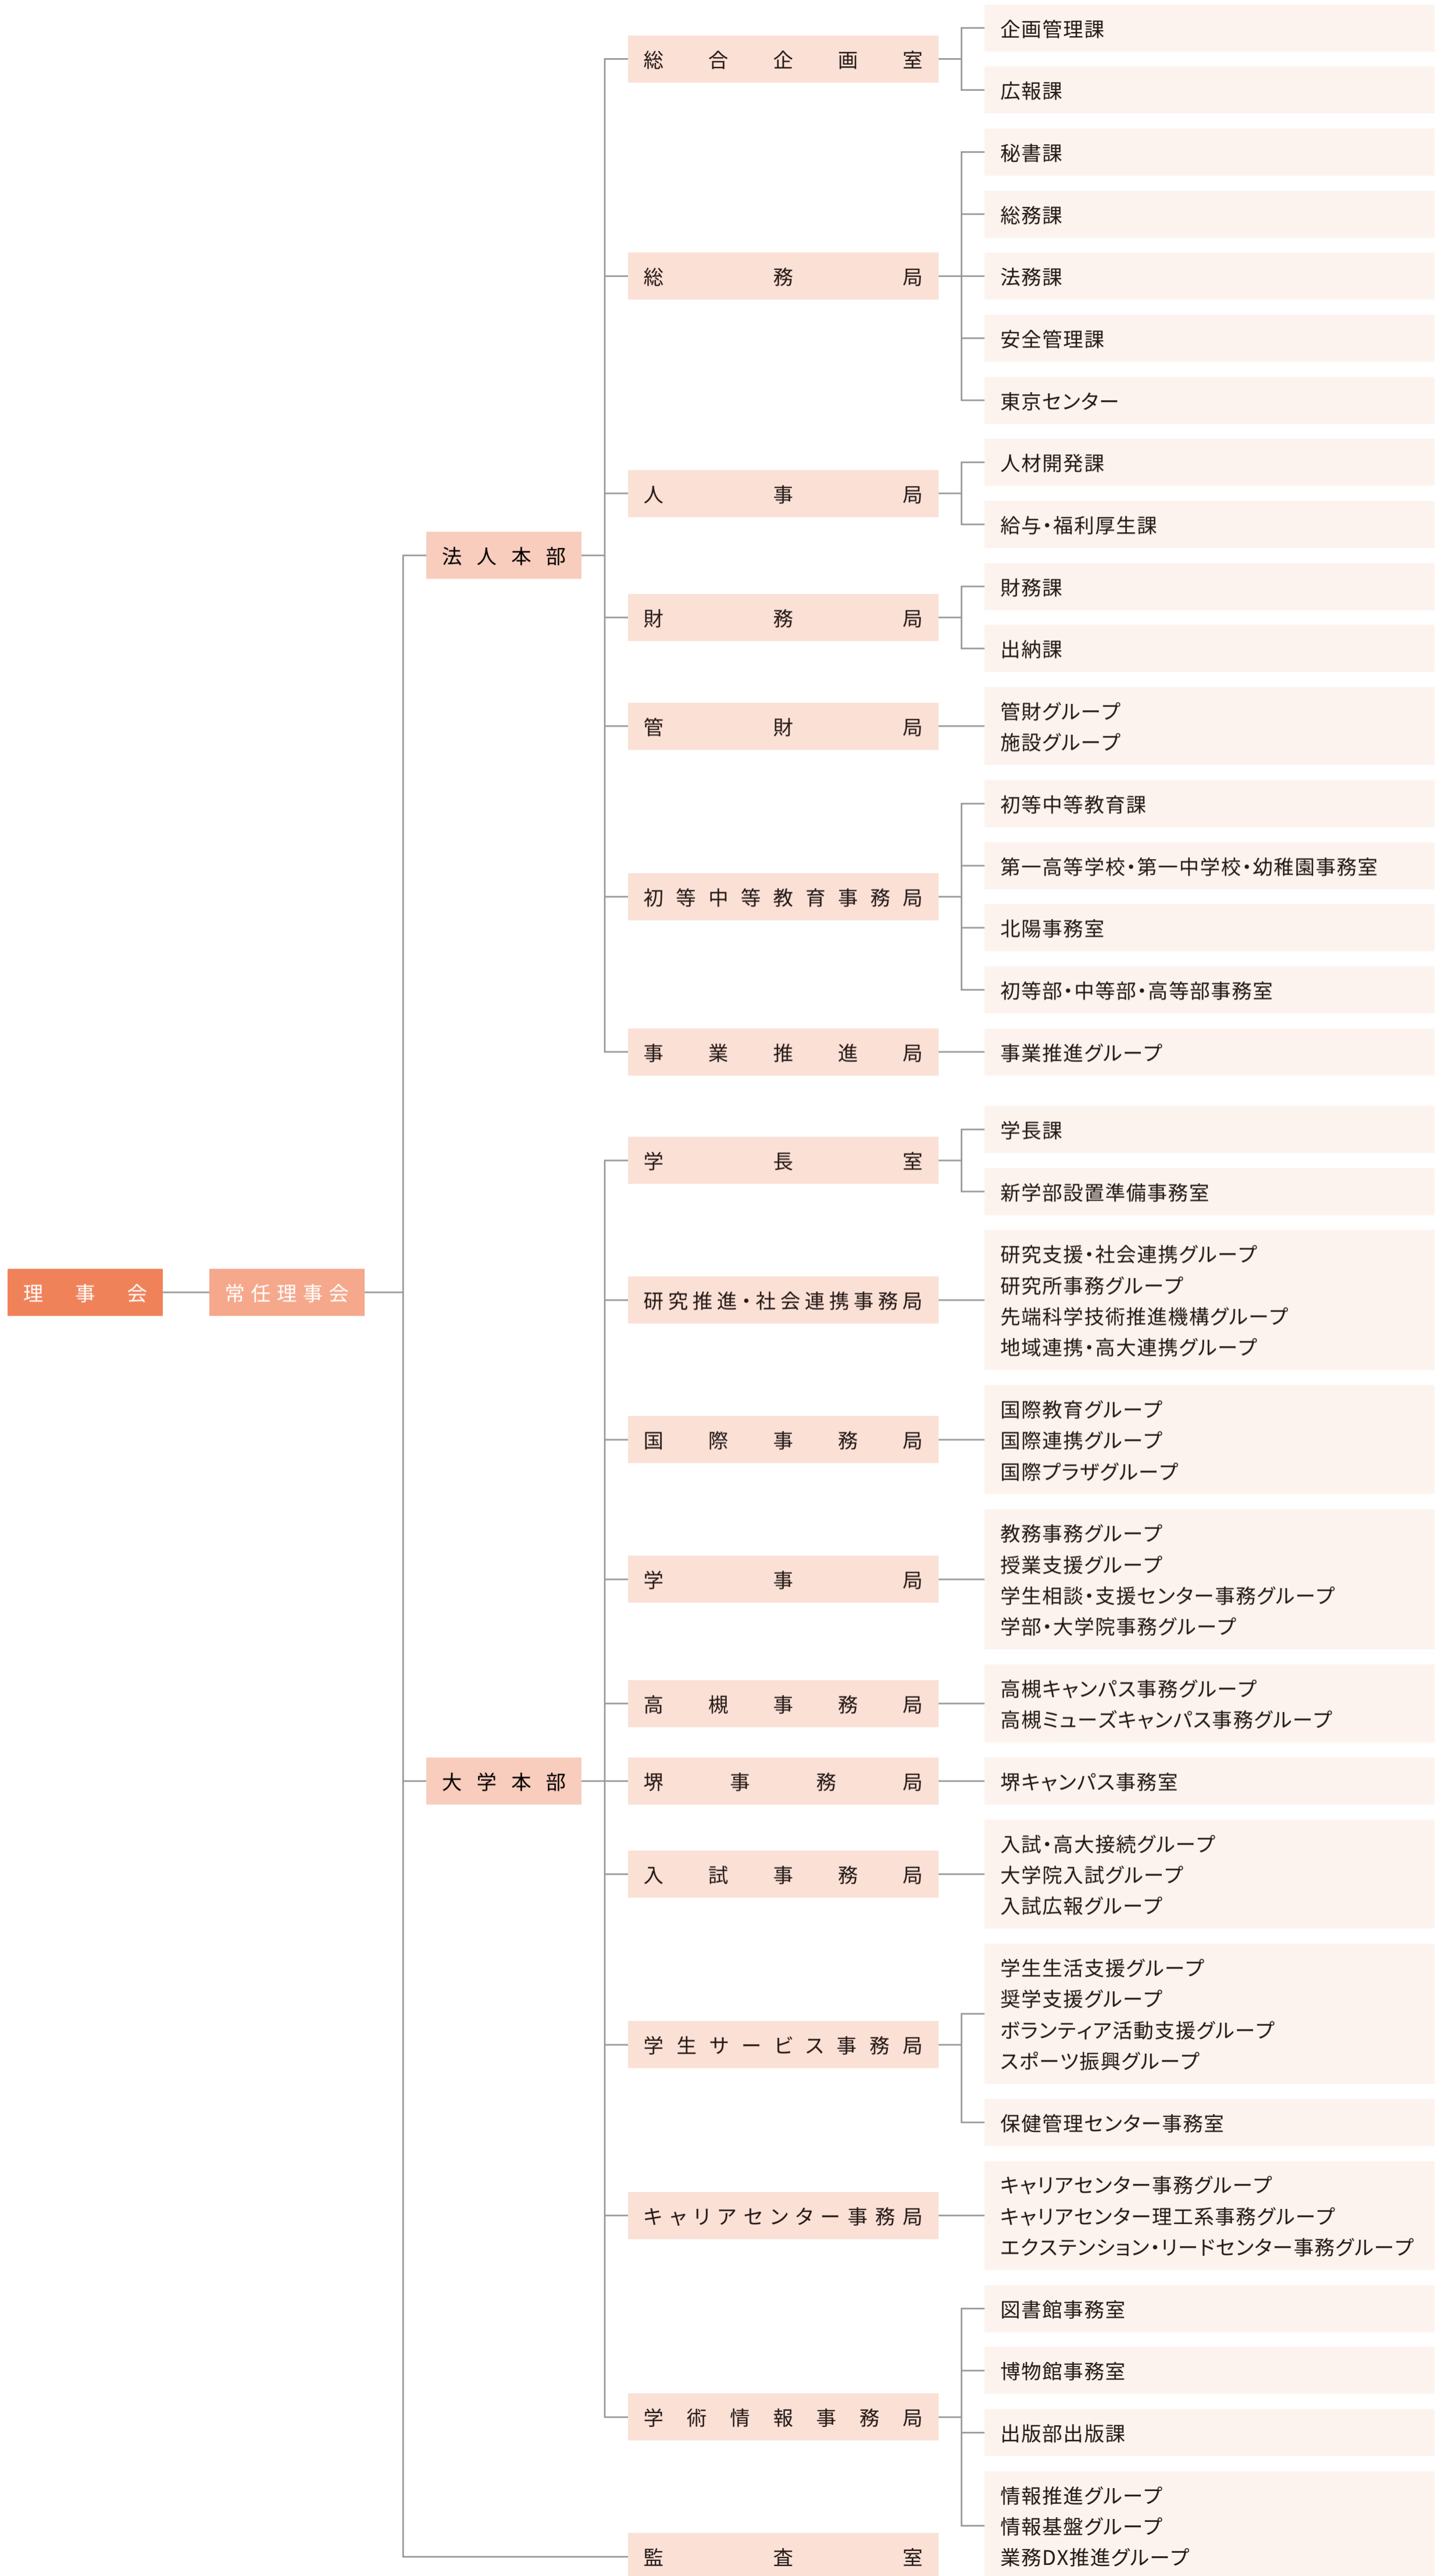 理事会
常任理事会
法人本部
総合企画室
企画管理課
広報課
総務局
秘書課
総務課
法務課
安全管理課
東京センター
人事局
人材開発課
給与・福利厚生課
財務局
財務課
出納課
管財局
管財グループ
施設グループ
初等中等教育事務局
初等中等教育課
第一高等学校・第一中学校・幼稚園事務室
北陽事務室
初等部・中等部・高等部事務室
事業推進局
事業推進グループ
大学本部
学長室
学長課
新学部設置準備事務室
研究推進・社会連携事務局
研究支援・社会連携グループ
研究所事務グループ
先端科学技術推進機構グループ
地域連携・高大連携グループ
国際事務局
国際教育グループ
国際連携グループ
国際プラザグループ
学事局
教務事務グループ
授業支援グループ
学生相談・支援センター事務グループ
学部・大学院事務グループ
高槻事務局
高槻キャンパス事務グループ
高槻ミューズキャンパス事務グループ
堺事務局
堺キャンパス事務室
入試事務局
入試・高大接続グループ
大学院入試グループ
入試広報グループ
学生サービス事務局
学生生活支援グループ
奨学支援グループ
ボランティア活動支援グループ
スポーツ振興グループ
保健管理センター事務室
キャリアセンター事務局
キャリアセンター事務グループ
キャリアセンター理工系事務グループ
エクステンション・リードセンター事務グループ
学術情報事務局
図書館事務室
博物館事務室
出版部出版課
情報推進グループ
情報基盤グループ
業務DX推進グループ
監査室